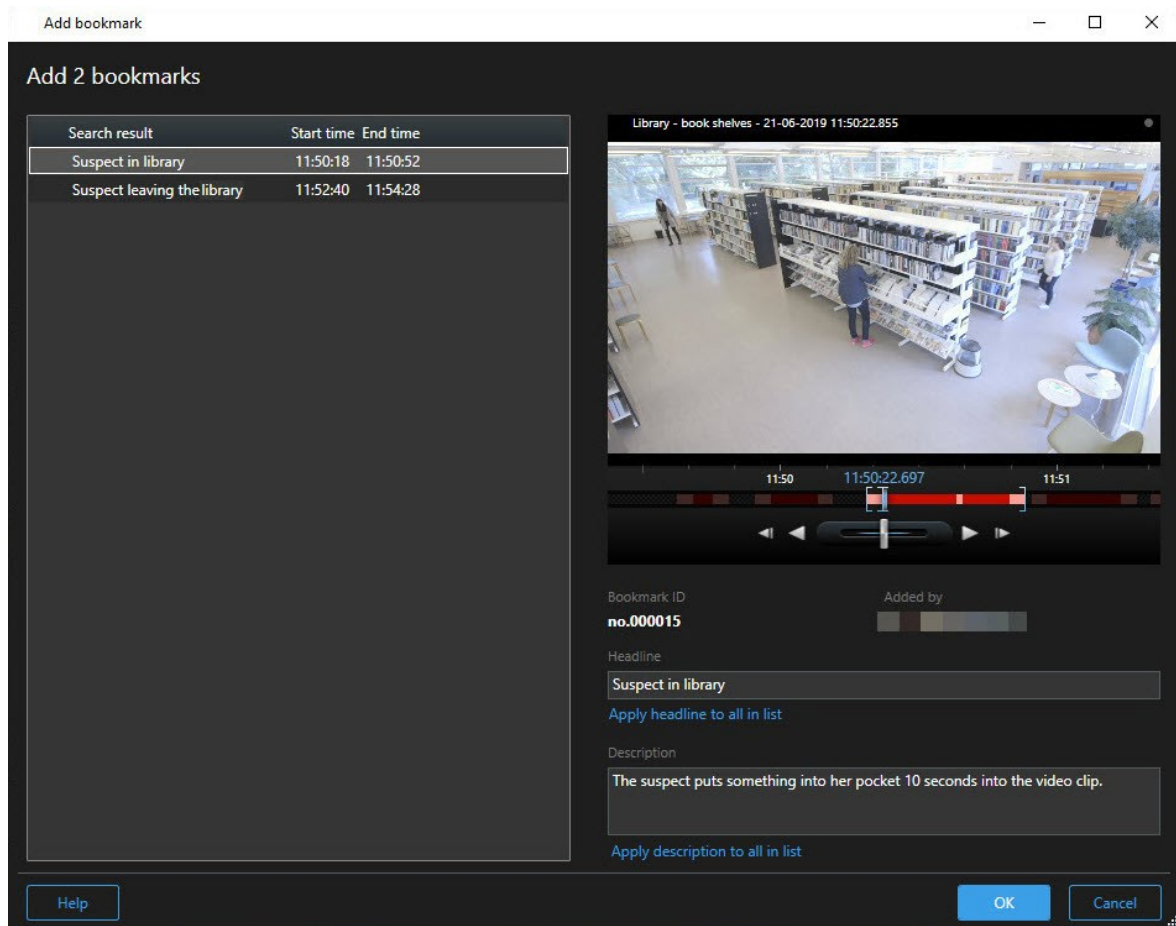 Add bookmark
Add 2 bookmarks
Search result Start time End time
Suspect in library 11:50:18 11:50:52
Suspect leaving the library 11:52:40 11:54:28
Library - book shelves - 21-06-2019 11:50:22.855
11:50 11:50:22.697 11:51
Bookmark ID Added by
no.000015
Headline
Suspect in library
Apply headline to all in list
Description
The suspect puts something into her pocket 10 seconds into the video clip.
Apply description to all in list
Help OK Cancel